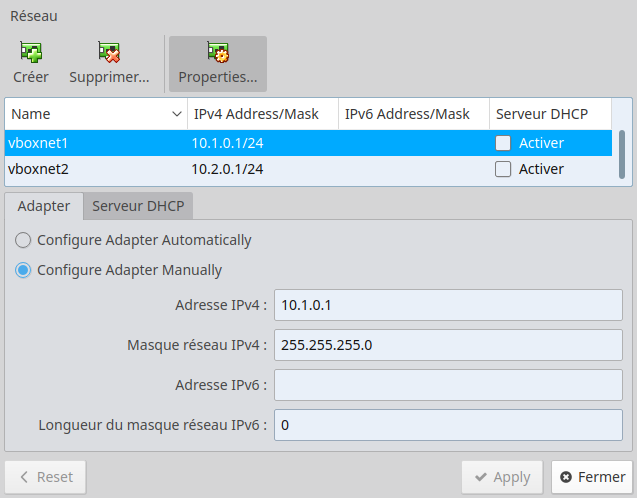 Réseau
Créer Supprimer... Properties...
Name IPv4 Address/Mask IPv6 Address/Mask Serveur DHCP
vboxnet1 10.1.0.1/24 Activer
vboxnet2 10.2.0.1/24 Activer
Adapter Serveur DHCP
Configure Adapter Automatically
Configure Adapter Manually
Adresse IPv4 : 10.1.0.1
Masque réseau IPv4 : 255.255.255.0
Adresse IPv6 :
Longueur du masque réseau IPv6 : 0
Reset Apply Fermer